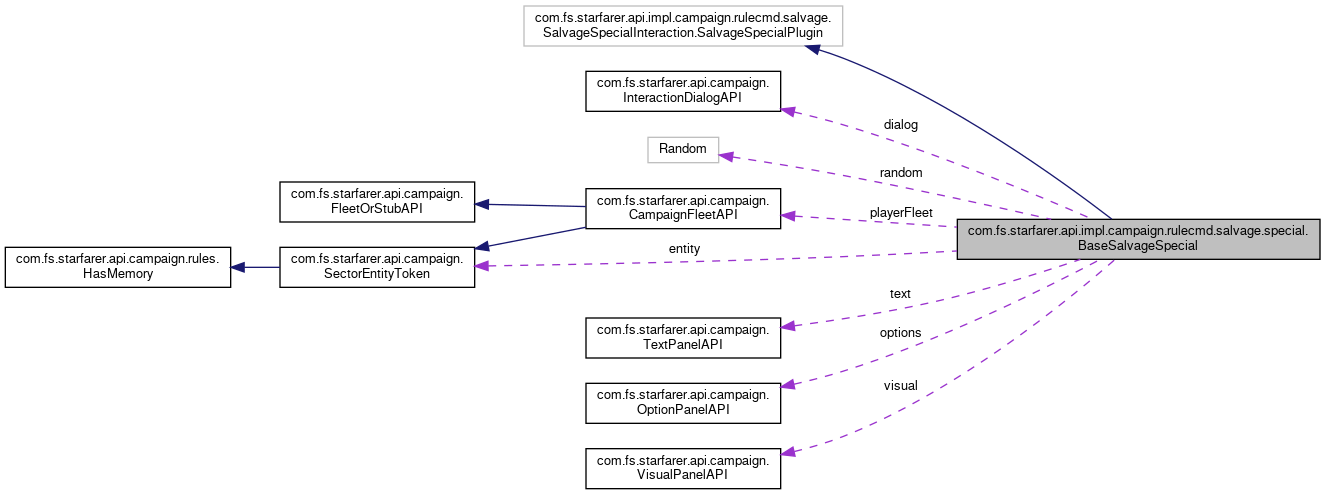 com.fs.starfarer.api.impl.campaign.rulecmd.salvage.
SalvageSpecialInteraction.SalvageSpecialPlugin
com.fs.starfarer.api.campaign.
InteractionDialogAPI
dialog
Random
random
com.fs.starfarer.api.campaign.
FleetOrStubAPI
com.fs.starfarer.api.campaign.
CampaignFleetAPI
playerFleet
com.fs.starfarer.api.impl.campaign.rulecmd.salvage.special.
BaseSalvageSpecial
com.fs.starfarer.api.campaign.rules.
HasMemory
com.fs.starfarer.api.campaign.
SectorEntityToken
entity
com.fs.starfarer.api.campaign.
TextPanelAPI
text
options
com.fs.starfarer.api.campaign.
OptionPanelAPI
visual
com.fs.starfarer.api.campaign.
VisualPanelAPI